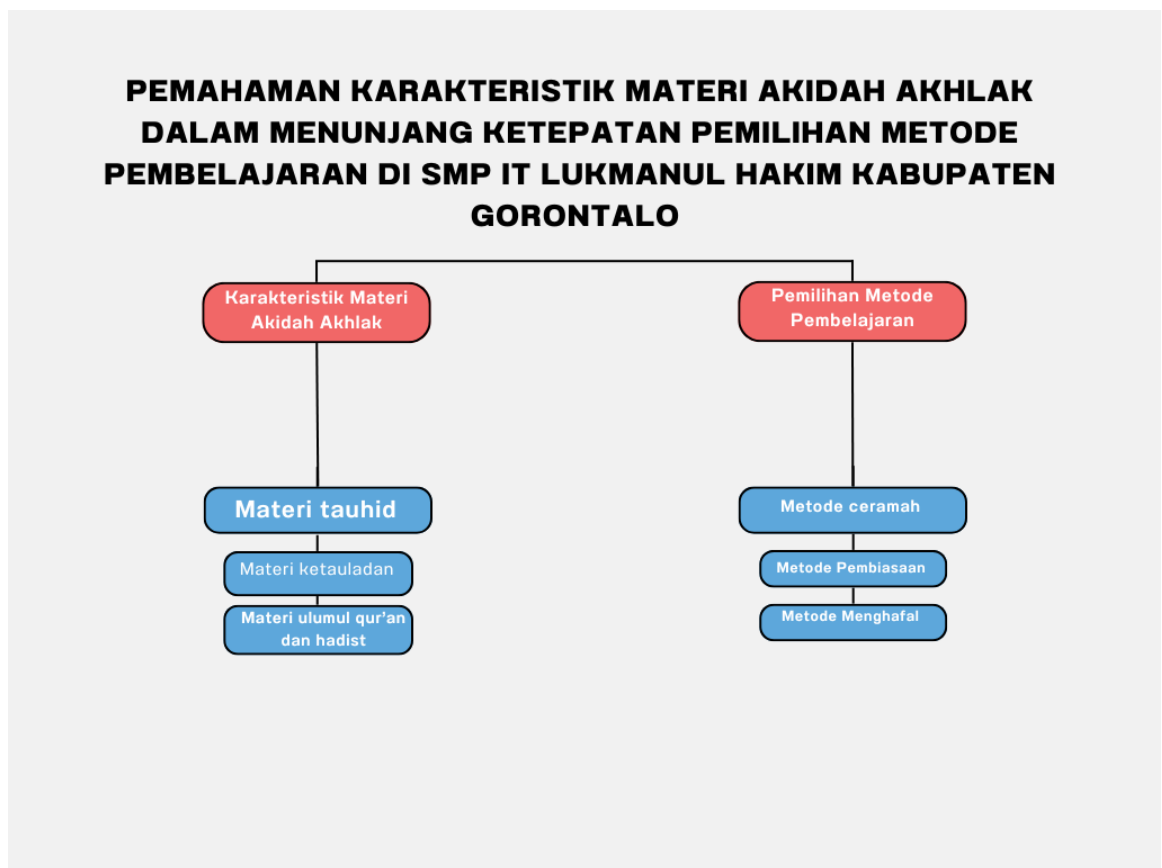 PEMAHAMAN KARAKTERISTIK MATERI AKIDAH AKHLAK
DALAM MENUNJANG KETEPATAN PEMILIHAN METODE
PEMBELAJARAN DI SMP IT LUKMANUL HAKIM KABUPATEN
GORONTALO
Karakteristik Materi
Akidah Akhlak
Materi tauhid
Materi ketauladan
Materi ulumul qur'an
dan hadist
Pemilihan Metode
Pembelajaran
Metode ceramah
Metode Pembiasaan
Metode Menghafal